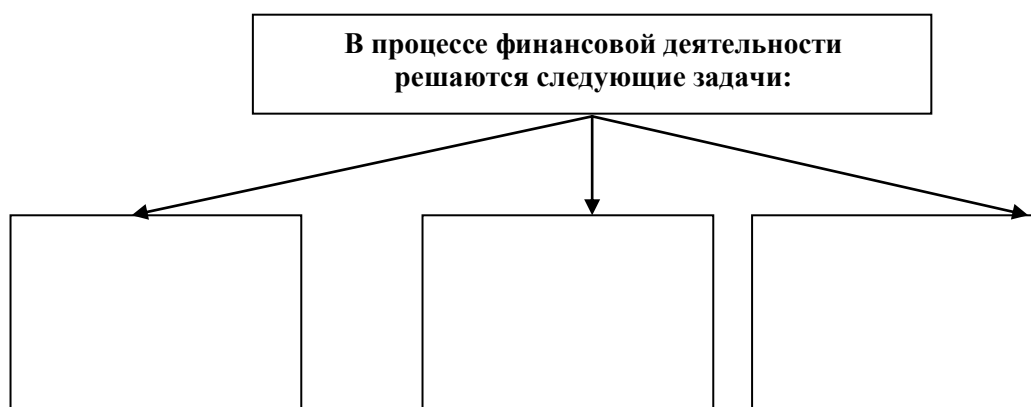 В процессе финансовой деятельности
решаются следующие задачи: